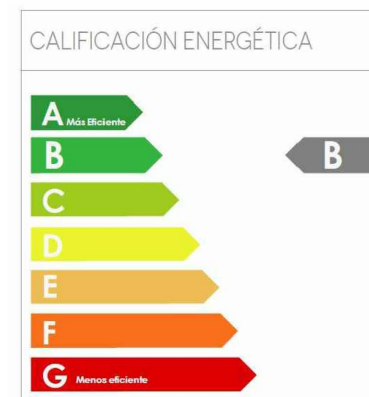 CALIFICACIÓN ENERGÉTICA
A Más Eficiente
B B
C
D
E
F
G Menos eficiente